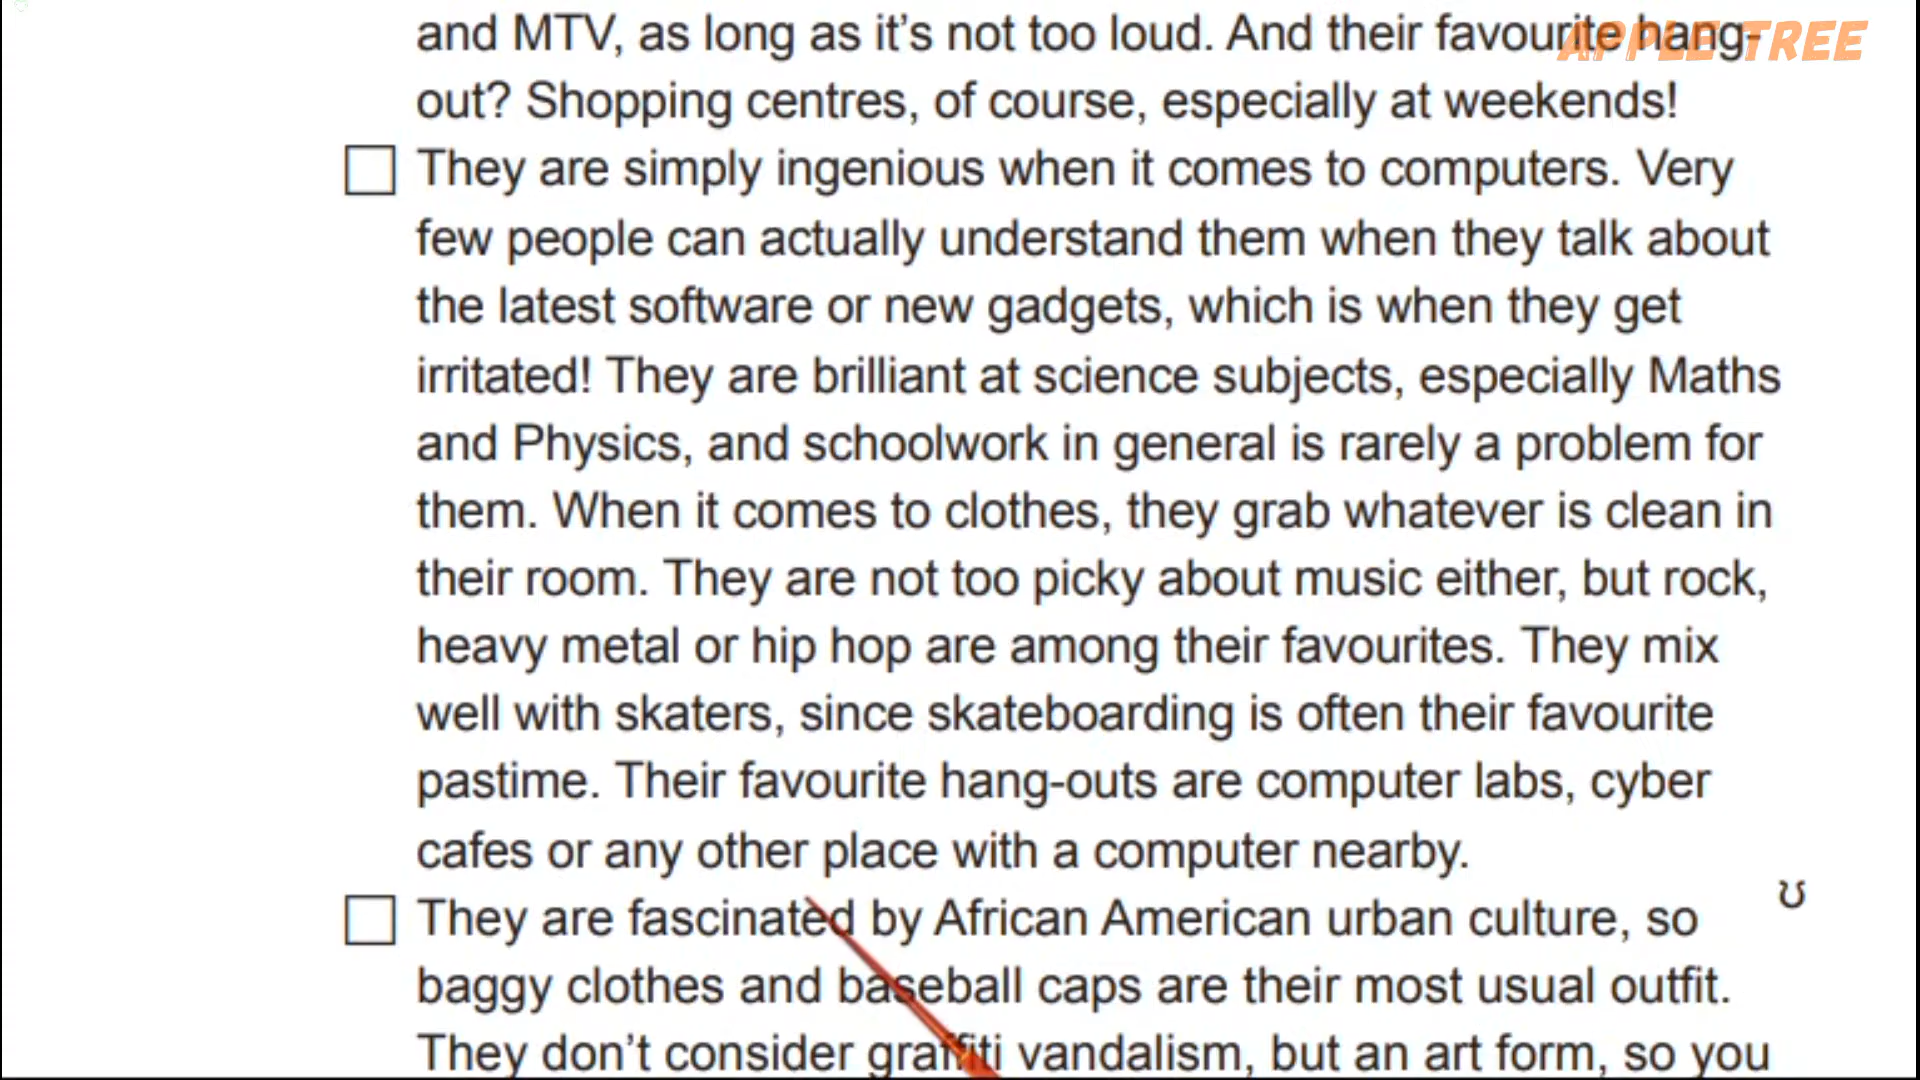 and MTV, as long as it’s not too loud. And their favourite hang-
APPLE TREE
out? Shopping centres, of course, especially at weekends!
They are simply ingenious when it comes to computers. Very
few people can actually understand them when they talk about
the latest software or new gadgets, which is when they get
irritated! They are brilliant at science subjects, especially Maths
and Physics, and schoolwork in general is rarely a problem for
them. When it comes to clothes, they grab whatever is clean in
their room. They are not too picky about music either, but rock,
heavy metal or hip hop are among their favourites. They mix
well with skaters, since skateboarding is often their favourite
pastime. Their favourite hang-outs are computer labs, cyber
cafes or any other place with a computer nearby.
They are fascinated by African American urban culture, so
baggy clothes and baseball caps are their most usual outfit.
They don’t consider graffiti vandalism, but an art form, so you